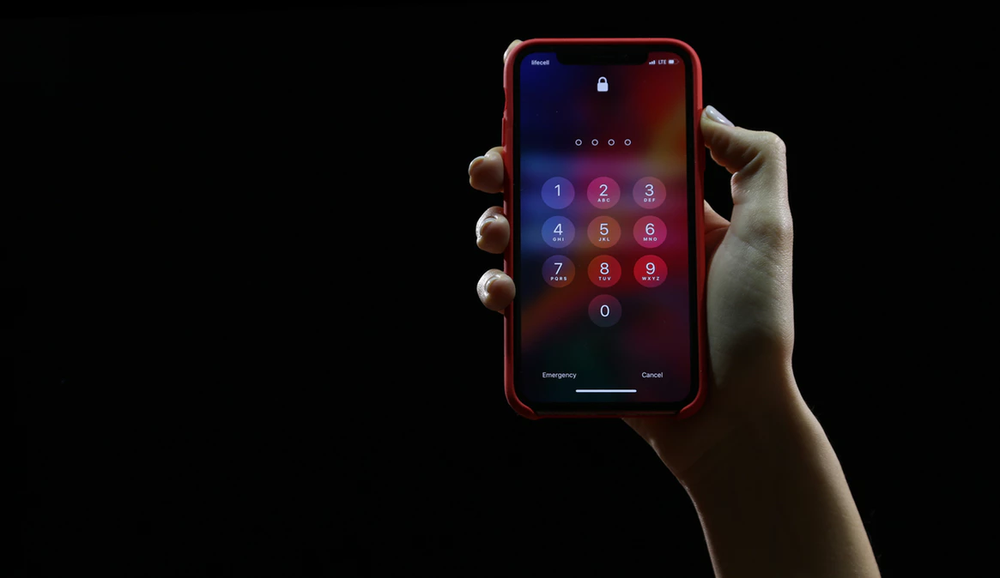 lifecell LTE
1 2 3
ABC DEF
4 5 6
GHI JKL MNO
7 8 9
PQRS TUV WXYZ
0
Emergency Cancel